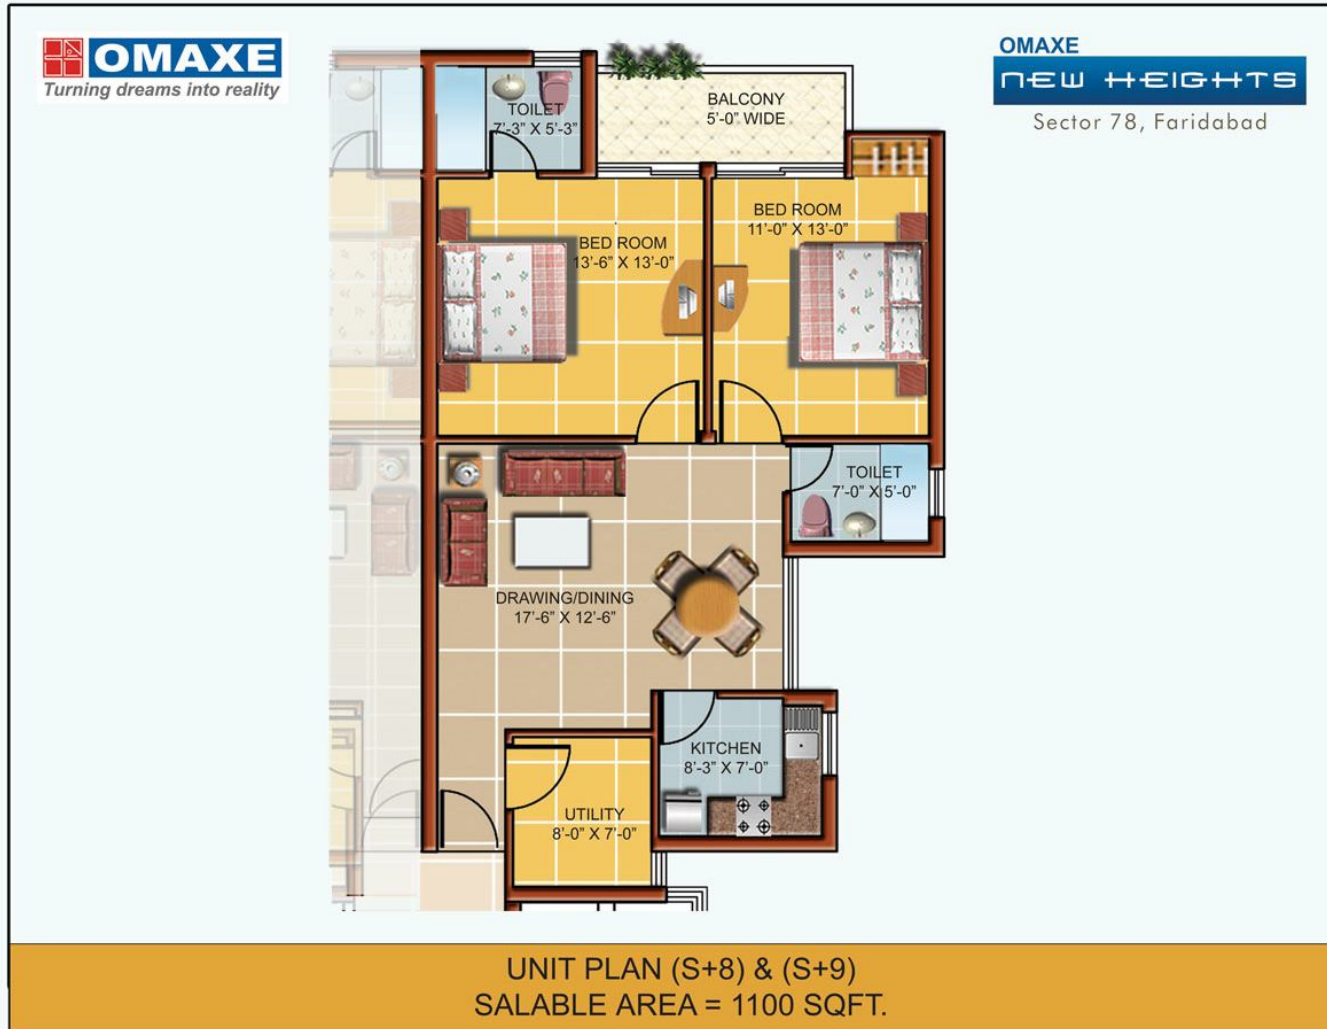 OMAXE
Turning dreams into reality
OMAXE
NEW HEIGHTS
Sector 78, Faridabad
TOILET
7'-3" X 5'-3"
BALCONY
5'-0" WIDE
BED ROOM
13'-6" X 13'-0"
BED ROOM
11'-0" X 13'-0"
TOILET
7'-0" X 5'-0"
DRAWING/DINING
17'-6" X 12'-6"
KITCHEN
8'-3" X 7'-0"
UTILITY
8'-0" X 7'-0"
UNIT PLAN (S+8) & (S+9)
SALABLE AREA = 1100 SQFT.